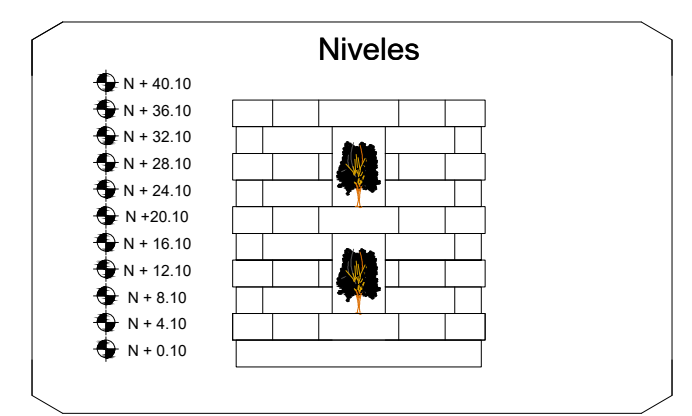 Niveles
N + 40.10
N + 36.10
N + 32.10
N + 28.10
N + 24.10
N +20.10
N + 16.10
N + 12.10
N + 8.10
N + 4.10
N + 0.10